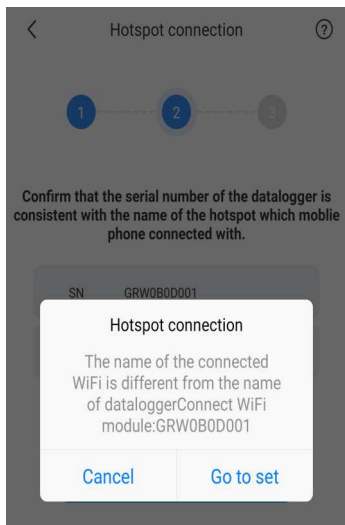 Hotspot connection
?
1
2
3
Confirm that the serial number of the datalogger is
consistent with the name of the hotspot which moblie
phone connected with.
SN GRW0B0D001
Hotspot connection
The name of the connected
WiFi is different from the name
of dataloggerConnect WiFi
module:GRW0B0D001
Cancel Go to set